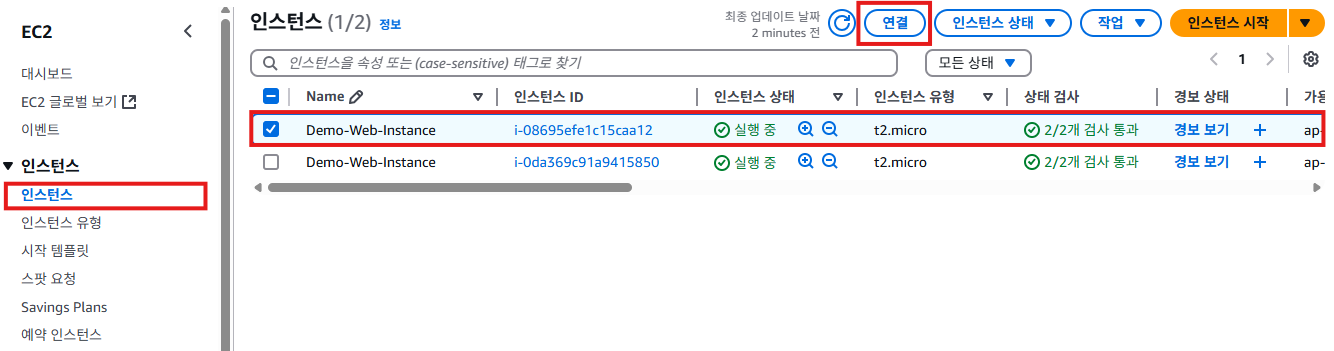 EC2
대시보드
EC2 글로벌 보기
이벤트
인스턴스
인스턴스
인스턴스 유형
시작 템플릿
스팟 요청
Savings Plans
예약 인스턴스
인스턴스 (1/2) 정보
최종 업데이트 날짜
2 minutes 전
연결 인스턴스 상태 작업 인스턴스 시작
인스턴스을 속성 또는 (case-sensitive) 태그로 찾기 모든 상태 1
Name 인스턴스 ID 인스턴스 상태 인스턴스 유형 상태 검사 경보 상태 가용
Demo-Web-Instance i-08695efe1c15caa12 실행 중 t2.micro 2/2개 검사 통과 경보 보기 + ap-
Demo-Web-Instance i-0da369c91a9415850 실행 중 t2.micro 2/2개 검사 통과 경보 보기 + ap-